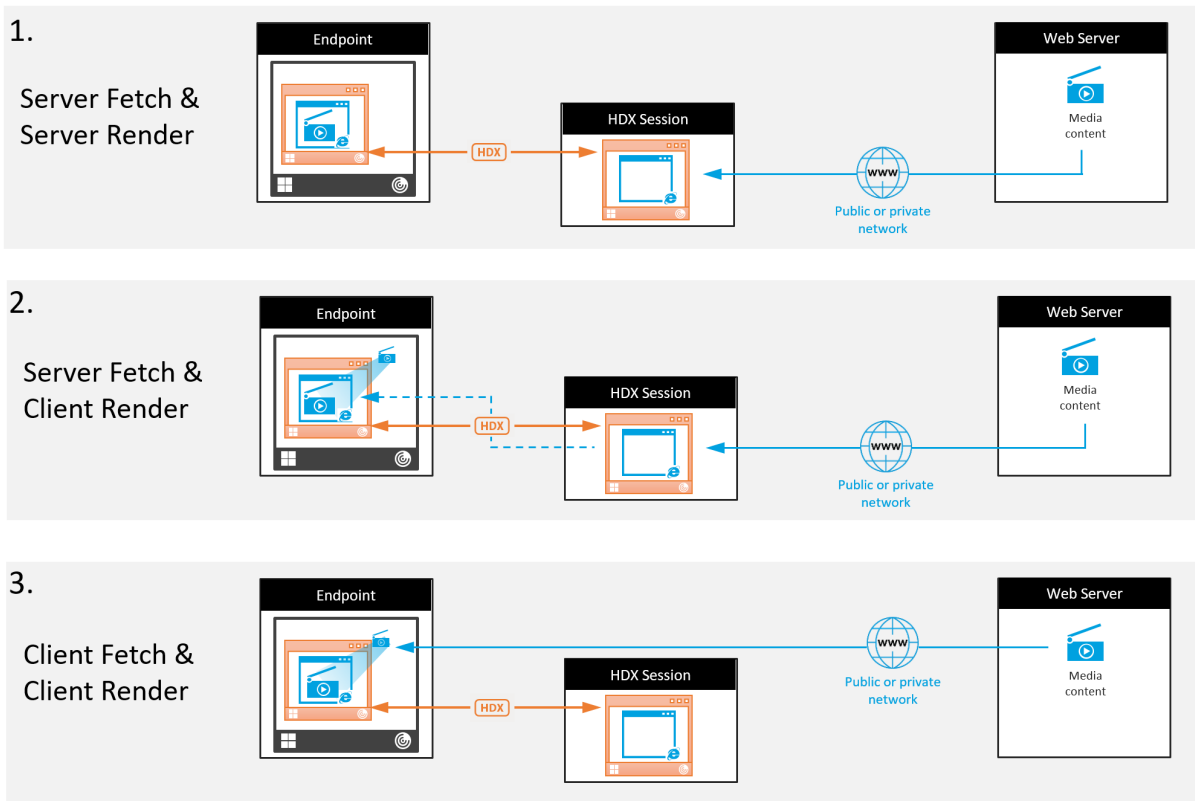 1.
Server Fetch &
Server Render
Endpoint
HDX
HDX Session
WWW
Public or private
network
Web Server
Media
content
2.
Server Fetch &
Client Render
Endpoint
HDX
HDX Session
WWW
Public or private
network
Web Server
Media
content
3.
Client Fetch &
Client Render
Endpoint
HDX
HDX Session
WWW
Public or private
network
Web Server
Media
content